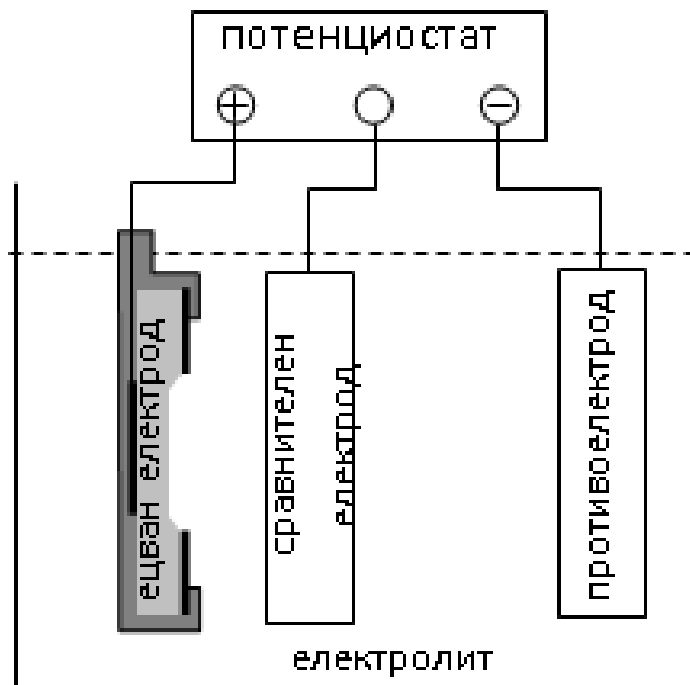 потенциостат
ецван електрод
сравнителен
електрод
противоелектрод
електролит